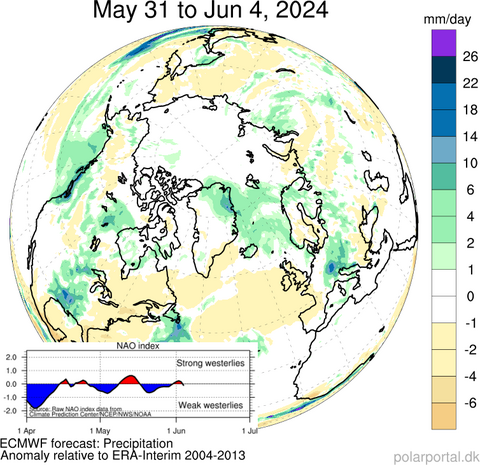 May 31 to Jun 4, 2024
mm/day
26
22
18
14
10
6
4
2
1
0
-1
-2
-4
-6
NAO index
2.0
1.0
0.0
-1.0
-2.0
Strong westerlies
Weak westerlies
Source: Raw NAO index data from
Climate Prediction Center/NCEP/NWS/NOAA
1 Apr 1 May 1 Jun 1 Jul
ECMWF forecast: Precipitation
Anomaly relative to ERA-Interim 2004-2013
polarportal.dk